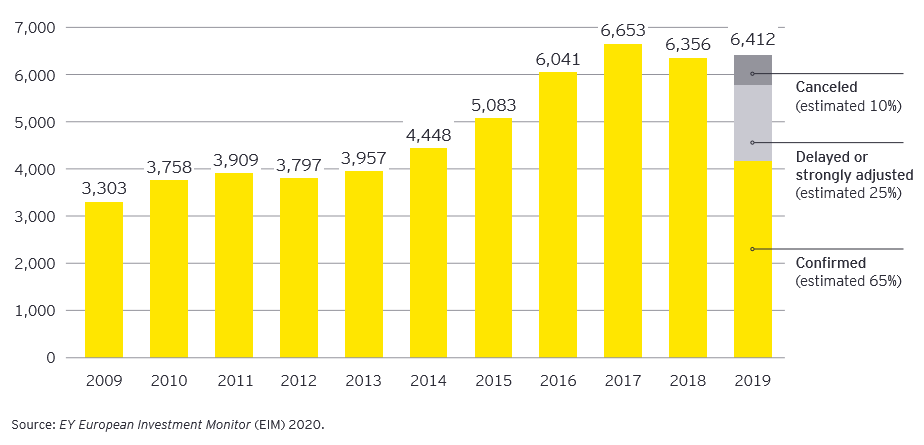 7,000
6,000
5,000
4,000
3,000
2,000
1,000
0
3,303
3,758
3,909
3,797
3,957
4,448
5,083
6,041
6,653
6,356
6,412
Canceled
(estimated 10%)
Delayed or
strongly adjusted
(estimated 25%)
Confirmed
(estimated 65%)
2009 2010 2011 2012 2013 2014 2015 2016 2017 2018 2019
Source: EY European Investment Monitor (EIM) 2020.